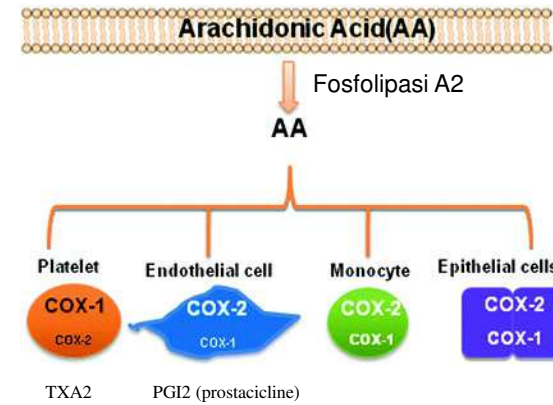 Arachidonic Acid(AA)
Fosfolipasi A2
AA
Platelet
Endothelial cell
Monocyte
Epithelial cells
COX-1
COX-2
COX-2
COX-1
COX-2
COX-1
COX-2
COX-1
TXA2
PGI2 (prostacicline)